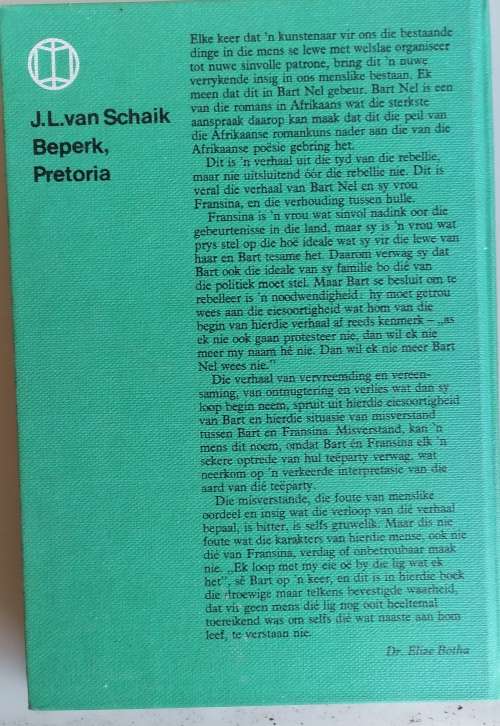 J.L.van Schaik
Beperk,
Pretoria
Elke keer dat 'n kunstenaar vir ons die bestaande
dinge in die mens se lewe met welslae organiseer
tot nuwe sinvolle patrone, bring dit 'n nuwe
verrykende insig in ons menslike bestaan. Ek
meen dat dit in Bart Nel gebeur. Bart Nel is een
van die romans in Afrikaans wat die sterkste
aanspraak daarop kan maak dat dit die peil van
die Afrikaanse romankuns nader aan die van die
Afrikaanse poësie gebring het.
Dit is 'n verhaal uit die tyd van die rebellie,
maar nie uitsluitend óór die rebellie nie. Dit is
veral die verhaal van Bart Nel en sy vrou
Fransina, en die verhouding tussen hulle.
Fransina is 'n vrou wat sinvol nadink oor die
gebeurtenisse in die land, maar sy is 'n vrou wat
prys stel op die hoë ideale wat sy vir die lewe van
haar en Bart tesame het. Daarom verwag sy dat
Bart ook die ideale van sy familie bo dié van
die politiek moet stel. Maar Bart se besluit om te
rebelleer is 'n noodwendigheid: hy moet getrou
wees aan die eiesoortigheid wat hom van die
begin van hierdie verhaal af reeds kenmerk – „as
ek nie ook gaan protesteer nie, dan wil ek nie
meer my naam hê nie. Dan wil ek nie meer Bart
Nel wees nie.”
Die verhaal van vervreemding en vereen-
saming, van ontnugtering en verlies wat dan sy
loop begin neem, spruit uit hierdie eiesoortigheid
van Bart en hierdie situasie van misverstand
tussen Bart en Fransina. Misverstand, kan 'n
mens dit noem, omdat Bart én Fransina elk 'n
sekere optrede van hul teëparty verwag, wat
neerkom op 'n verkeerde interpretasie van die
aard van dié teëparty.
Die misverstande, die foute van menslike
oordeel en insig wat die verloop van dié verhaal
bepaal, is bitter, is selfs gruwelik. Maar dis nie
foute wat die karakters van hierdie mense, ook nie
dié van Fransina, verdag of onbetroubaar maak
nie. „Ek loop met my eie oë by die lig wat ek
het”, sê Bart op 'n keer, en dit is in hierdie boek
die droewige maar telkens bevestigde waarheid,
dat vis geen mens dié lig nog ooit heeltemal
toereikend was om selfs dié wat naaste aan hom
leef, te verstaan nie.
Dr. Elize Botha